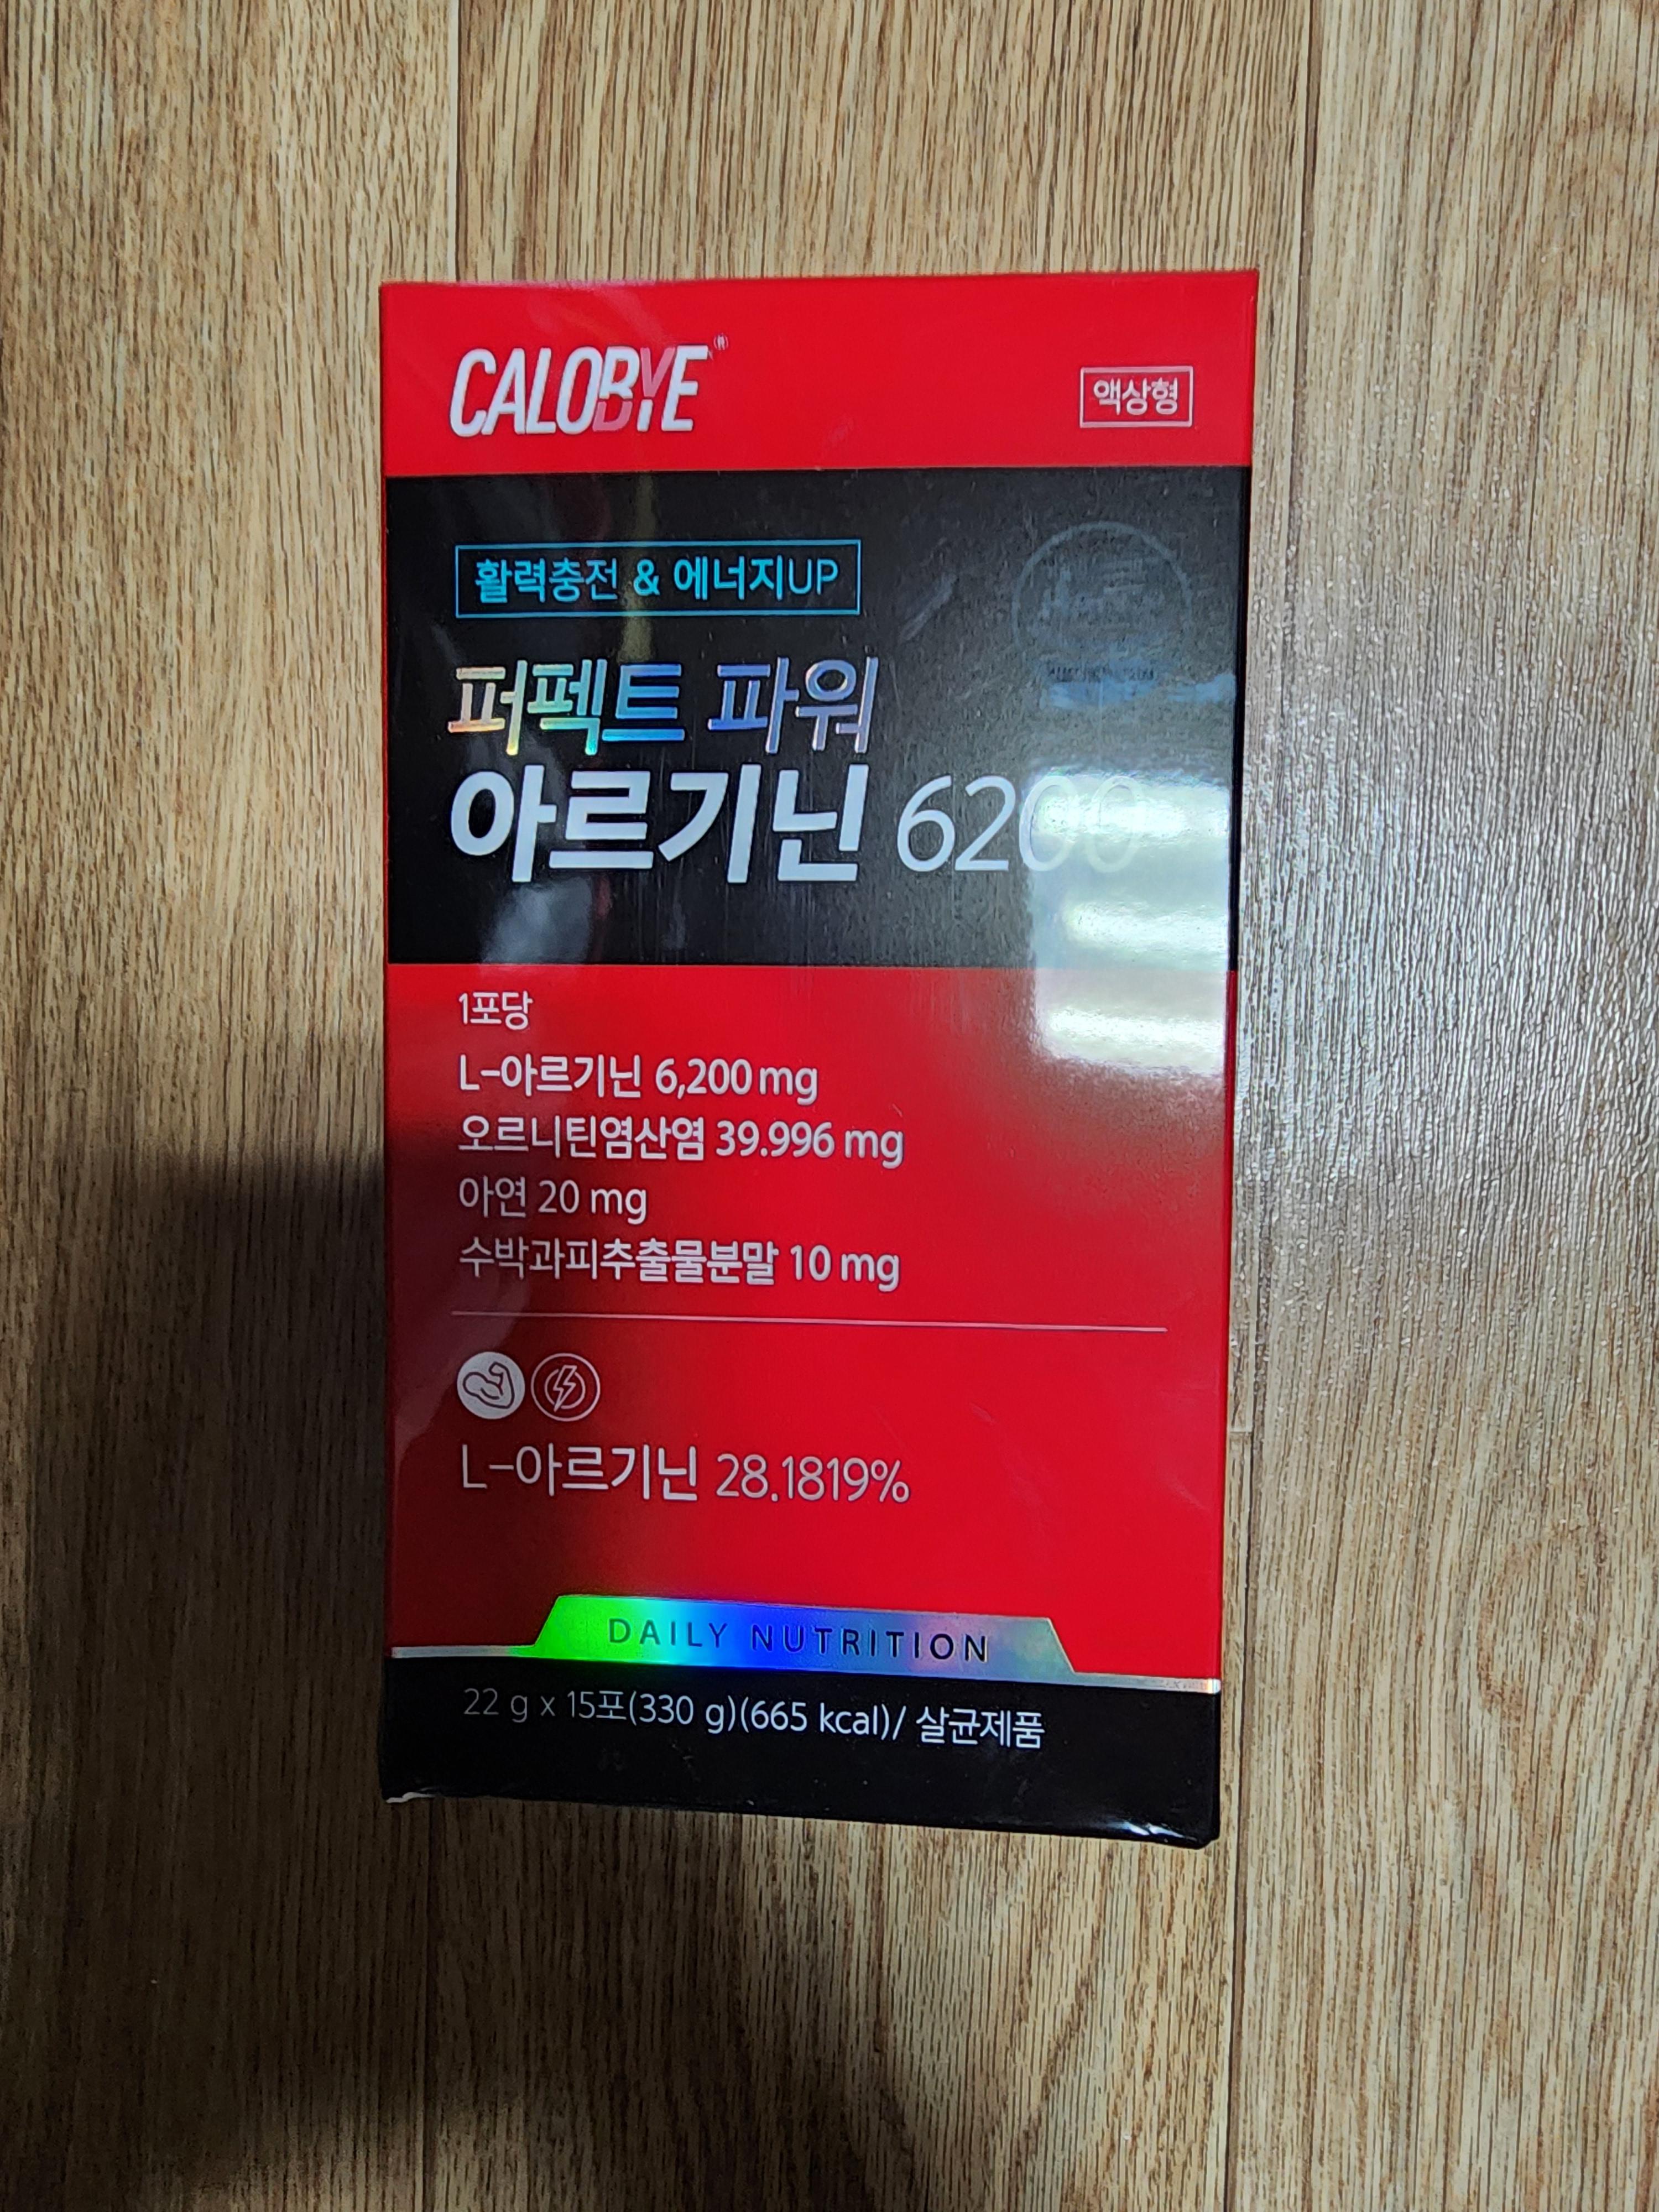 CALOBYE®
액상형
활력충전 & 에너지UP
퍼펙트 파워
아르기닌 6200
1포당
L-아르기닌 6,200 mg
오르니틴염산염 39.996 mg
아연 20 mg
수박과피추출물분말 10 mg
L-아르기닌 28.1819%
DAILY NUTRITION
22 g x 15포(330 g)(665 kcal)/ 살균제품